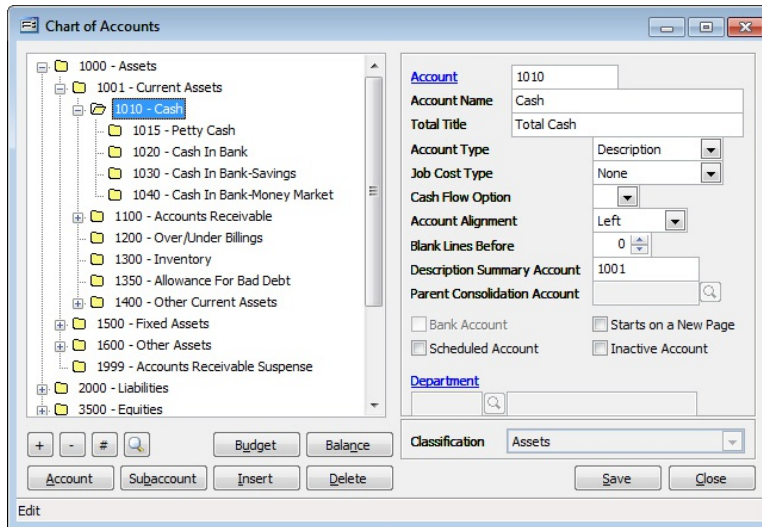 Chart of Accounts
1000 - Assets
1001 - Current Assets
1010 - Cash
1015 - Petty Cash
1020 - Cash In Bank
1030 - Cash In Bank-Savings
1040 - Cash In Bank-Money Market
1100 - Accounts Receivable
1200 - Over/Under Billings
1300 - Inventory
1350 - Allowance For Bad Debt
1400 - Other Current Assets
1500 - Fixed Assets
1600 - Other Assets
1999 - Accounts Receivable Suspense
2000 - Liabilities
3500 - Equities
+ - # Budget Balance
Account Subaccount Insert Delete
Account 1010
Account Name Cash
Total Title Total Cash
Account Type Description
Job Cost Type None
Cash Flow Option
Account Alignment Left
Blank Lines Before 0
Description Summary Account 1001
Parent Consolidation Account
Bank Account Starts on a New Page
Scheduled Account Inactive Account
Department
Classification Assets
Save Close
Edit